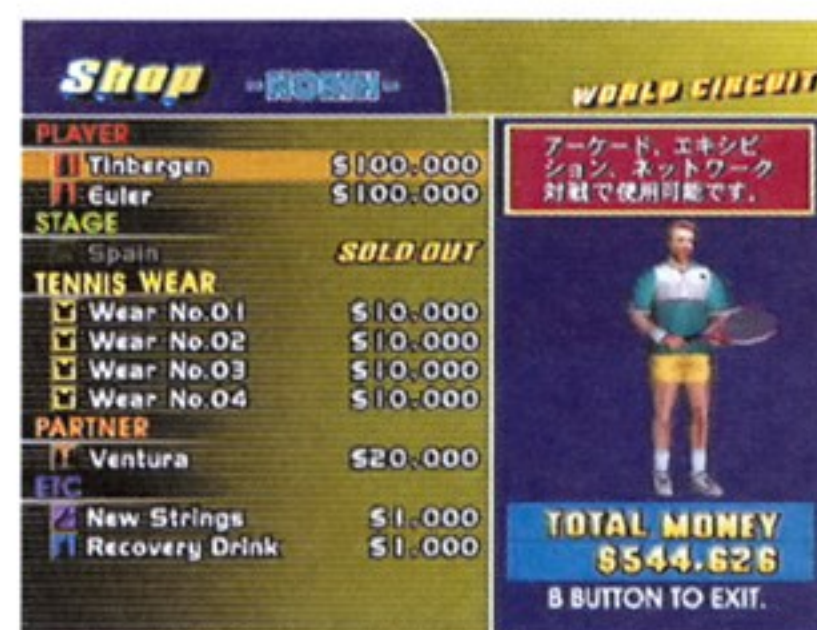 Shop
WORLD CIRCUIT
PLAYER
Tinbergen $100,000
Euler $100,000
STAGE
Spain SOLD OUT
TENNIS WEAR
Wear No.01 $10,000
Wear No.02 $10,000
Wear No.03 $10,000
Wear No.04 $10,000
PARTNER
Ventura $20,000
ETC
New Strings $1,000
Recovery Drink $1,000
アーケード、エキシビ
ション、ネットワーク
対戦で使用可能です.
TOTAL MONEY
$544,626
B BUTTON TO EXIT.